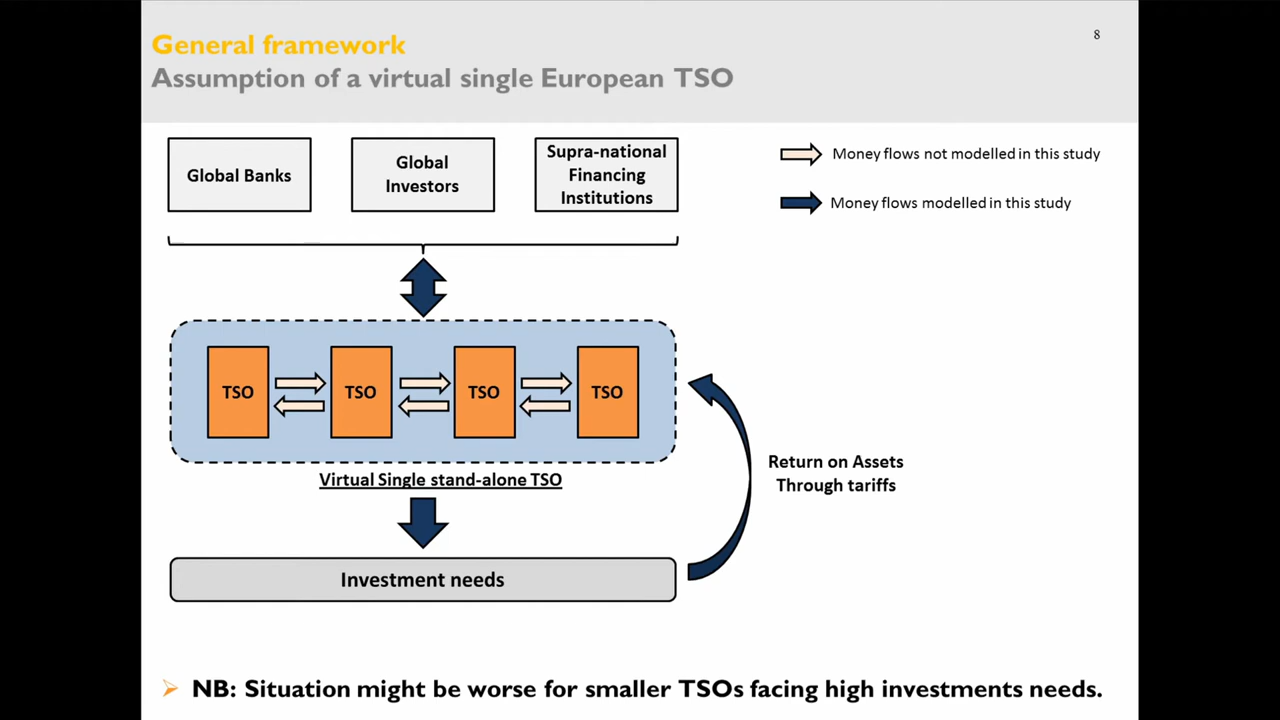 General framework
8
Assumption of a virtual single European TSO
Global Banks
Global
Investors
Supra-national
Financing
Institutions
Money flows not modelled in this study
Money flows modelled in this study
TSO
TSO
TSO
TSO
Virtual Single stand-alone TSO
Return on Assets
Through tariffs
Investment needs
NB: Situation might be worse for smaller TSOs facing high investments needs.